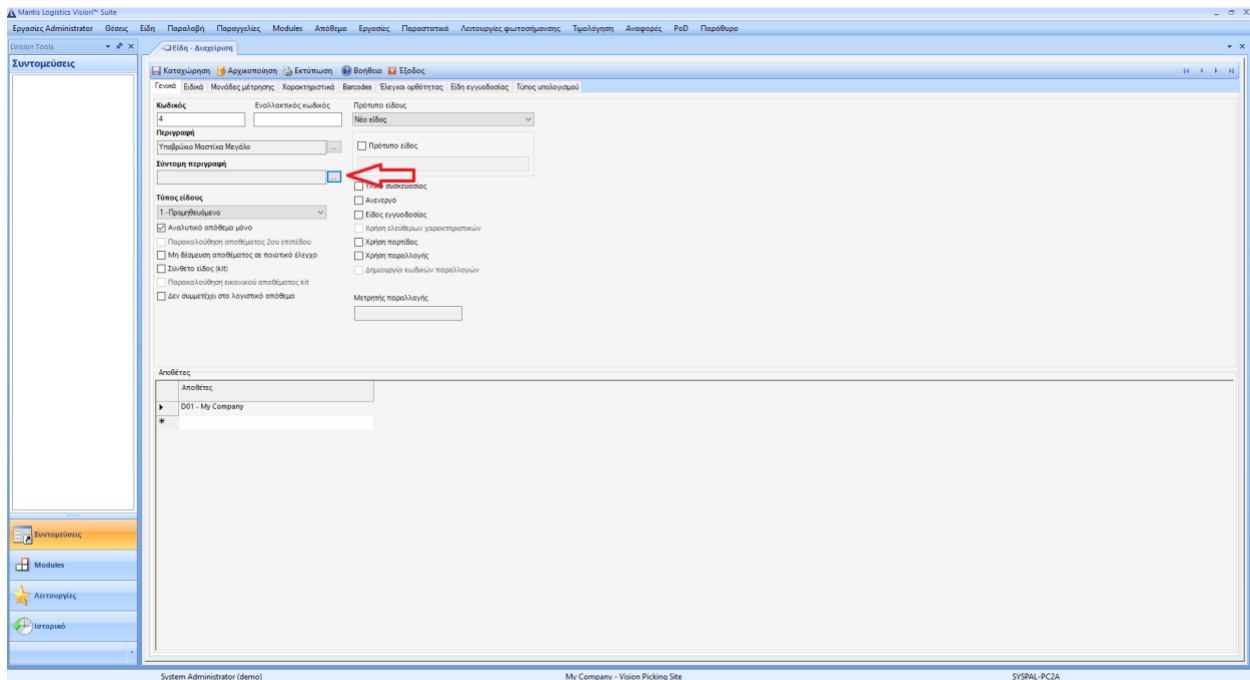 Mantis Logistics Vision™ Suite
Εργασίες Administrator Θέσεις Είδη Παραλαβή Παραγγελίες Modules Απόθεμα Εργασίες Παραστατικά Λειτουργίες φωτοσήμανσης Τιμολόγηση Αναφορές PoD Παράθυρο
LVision Tools
Είδη - Διαχείριση
Συντομεύσεις
Καταχώρηση Αρχικοποίηση Εκτύπωση Βοήθεια Εξοδος
Γενικά Ειδικά Μονάδες μέτρησης Χαρακτηριστικά Barcodes Έλεγχοι ορθότητας Είδη εγγυοδοσίας Τύπος υπολογισμού
Κωδικός Εναλλακτικός κωδικός Πρότυπο είδους
4 Νέο είδος
Περιγραφή
Υποβρύχιο Μαστίχα Μεγάλο ...
Πρότυπο είδος
Σύντομη περιγραφή
...
συσκευασίας
Τύπος είδους
Ανενεργό
1 - Προμηθευόμενο
Είδος εγγυοδοσίας
Αναλυτικό απόθεμα μόνο
Χρήση ελεύθερων χαρακτηριστικών
Παρακολούθηση αποθέματος 2ου επιπέδου
Χρήση παρτίδας
Μη δέσμευση αποθέματος σε ποιοτικό έλεγχο
Χρήση παραλλαγής
Σύνθετο είδος (kit)
Δημιουργία κωδικών παραλλαγών
Παρακολούθηση εικονικού αποθέματος kit
Δεν συμμετέχει στο λογιστικό απόθεμα
Μετρητής παραλλαγής
Αποθέτες
Αποθέτες
D01 - My Company
Συντομεύσεις
Modules
Λειτουργίες
Ιστορικό
System Administrator (demo) My Company - Vision Picking Site SYSPAL-PC2A